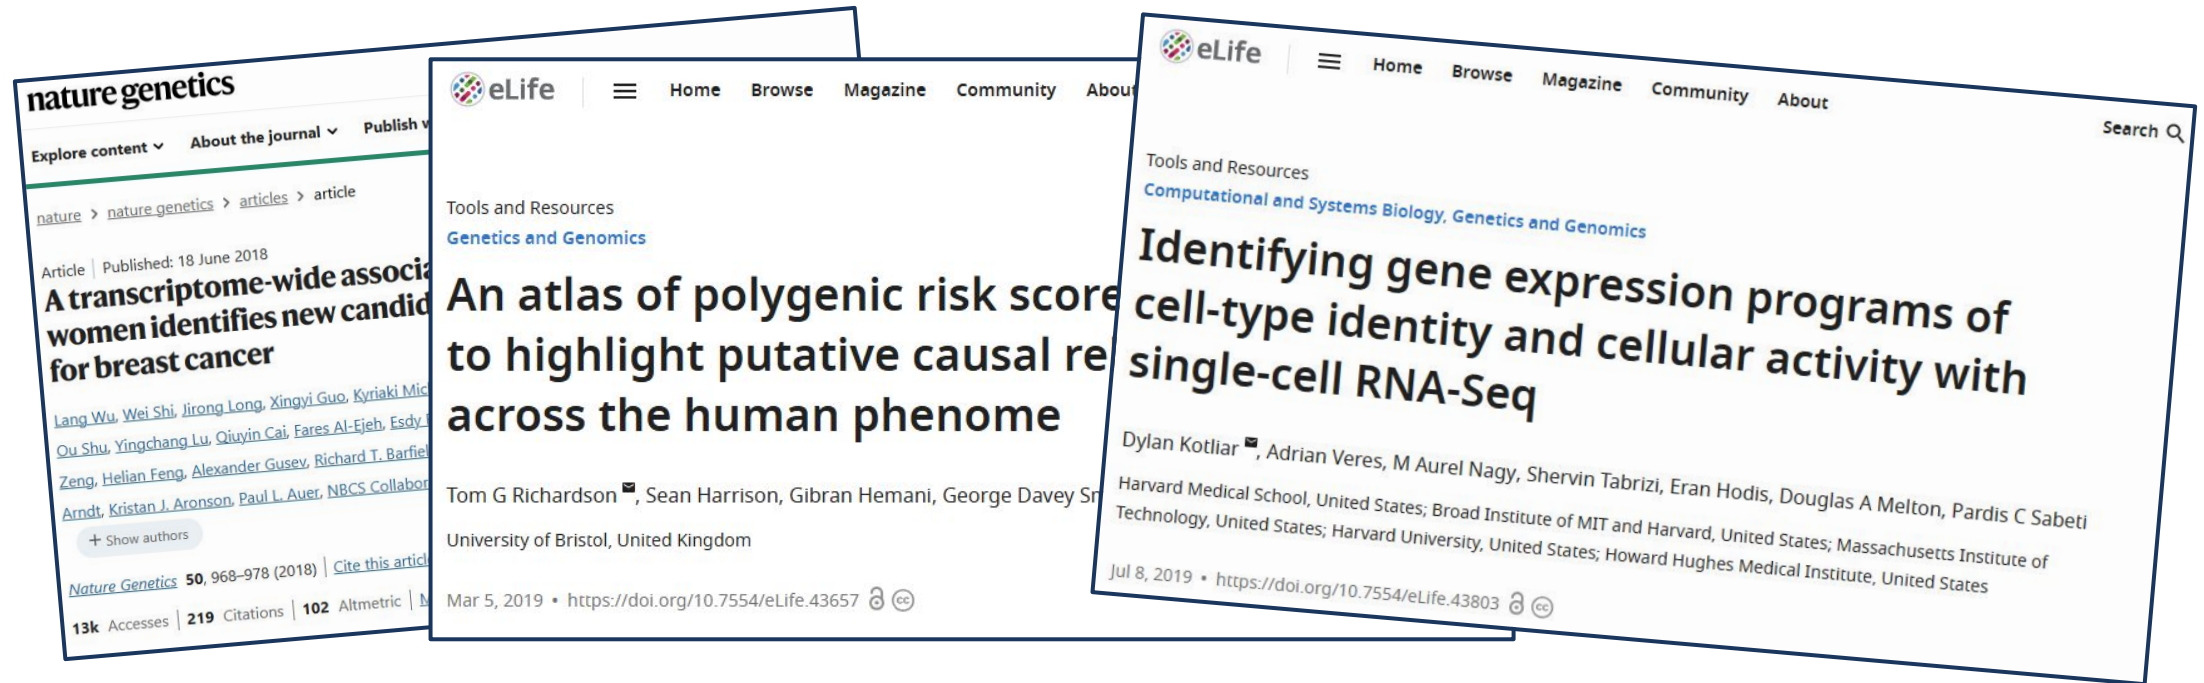 nature genetics
Explore content
About the journal
Publish
nature > nature genetics > articles > article
Article | Published: 18 June 2018
A transcriptome-wide associa
women identifies new candid
for breast cancer
Lang Wu, Wei Shi, Jirong Long, Xingyi Guo, Kyriaki Mic
Ou Shu, Yingchang Lu, Qiuyin Cai, Fares Al-Ejeh, Esdy
Zeng, Helian Feng, Alexander Gusev, Richard T. Barfiel
Arndt, Kristan J. Aronson, Paul L. Auer, NBCS Collabor
+ Show authors
Nature Genetics 50, 968–978 (2018) | Cite this articl
13k Accesses | 219 Citations | 102 Altmetric |
eLife
Home Browse Magazine Community About
Tools and Resources
Genetics and Genomics
An atlas of polygenic risk score
to highlight putative causal re
across the human phenome
Tom G Richardson, Sean Harrison, Gibran Hemani, George Davey
University of Bristol, United Kingdom
Mar 5, 2019 • https://doi.org/10.7554/eLife.43657 cc
eLife
Home Browse Magazine Community About
Search
Tools and Resources
Computational and Systems Biology, Genetics and Genomics
Identifying gene expression programs of
cell-type identity and cellular activity with
single-cell RNA-Seq
Dylan Kotliar, Adrian Veres, M Aurel Nagy, Shervin Tabrizi, Eran Hodis, Douglas A Melton, Pardis C Sabeti
Harvard Medical School, United States; Broad Institute of MIT and Harvard, United States; Massachusetts Institute of
Technology, United States; Harvard University, United States; Howard Hughes Medical Institute, United States
Jul 8, 2019 • https://doi.org/10.7554/eLife.43803 cc